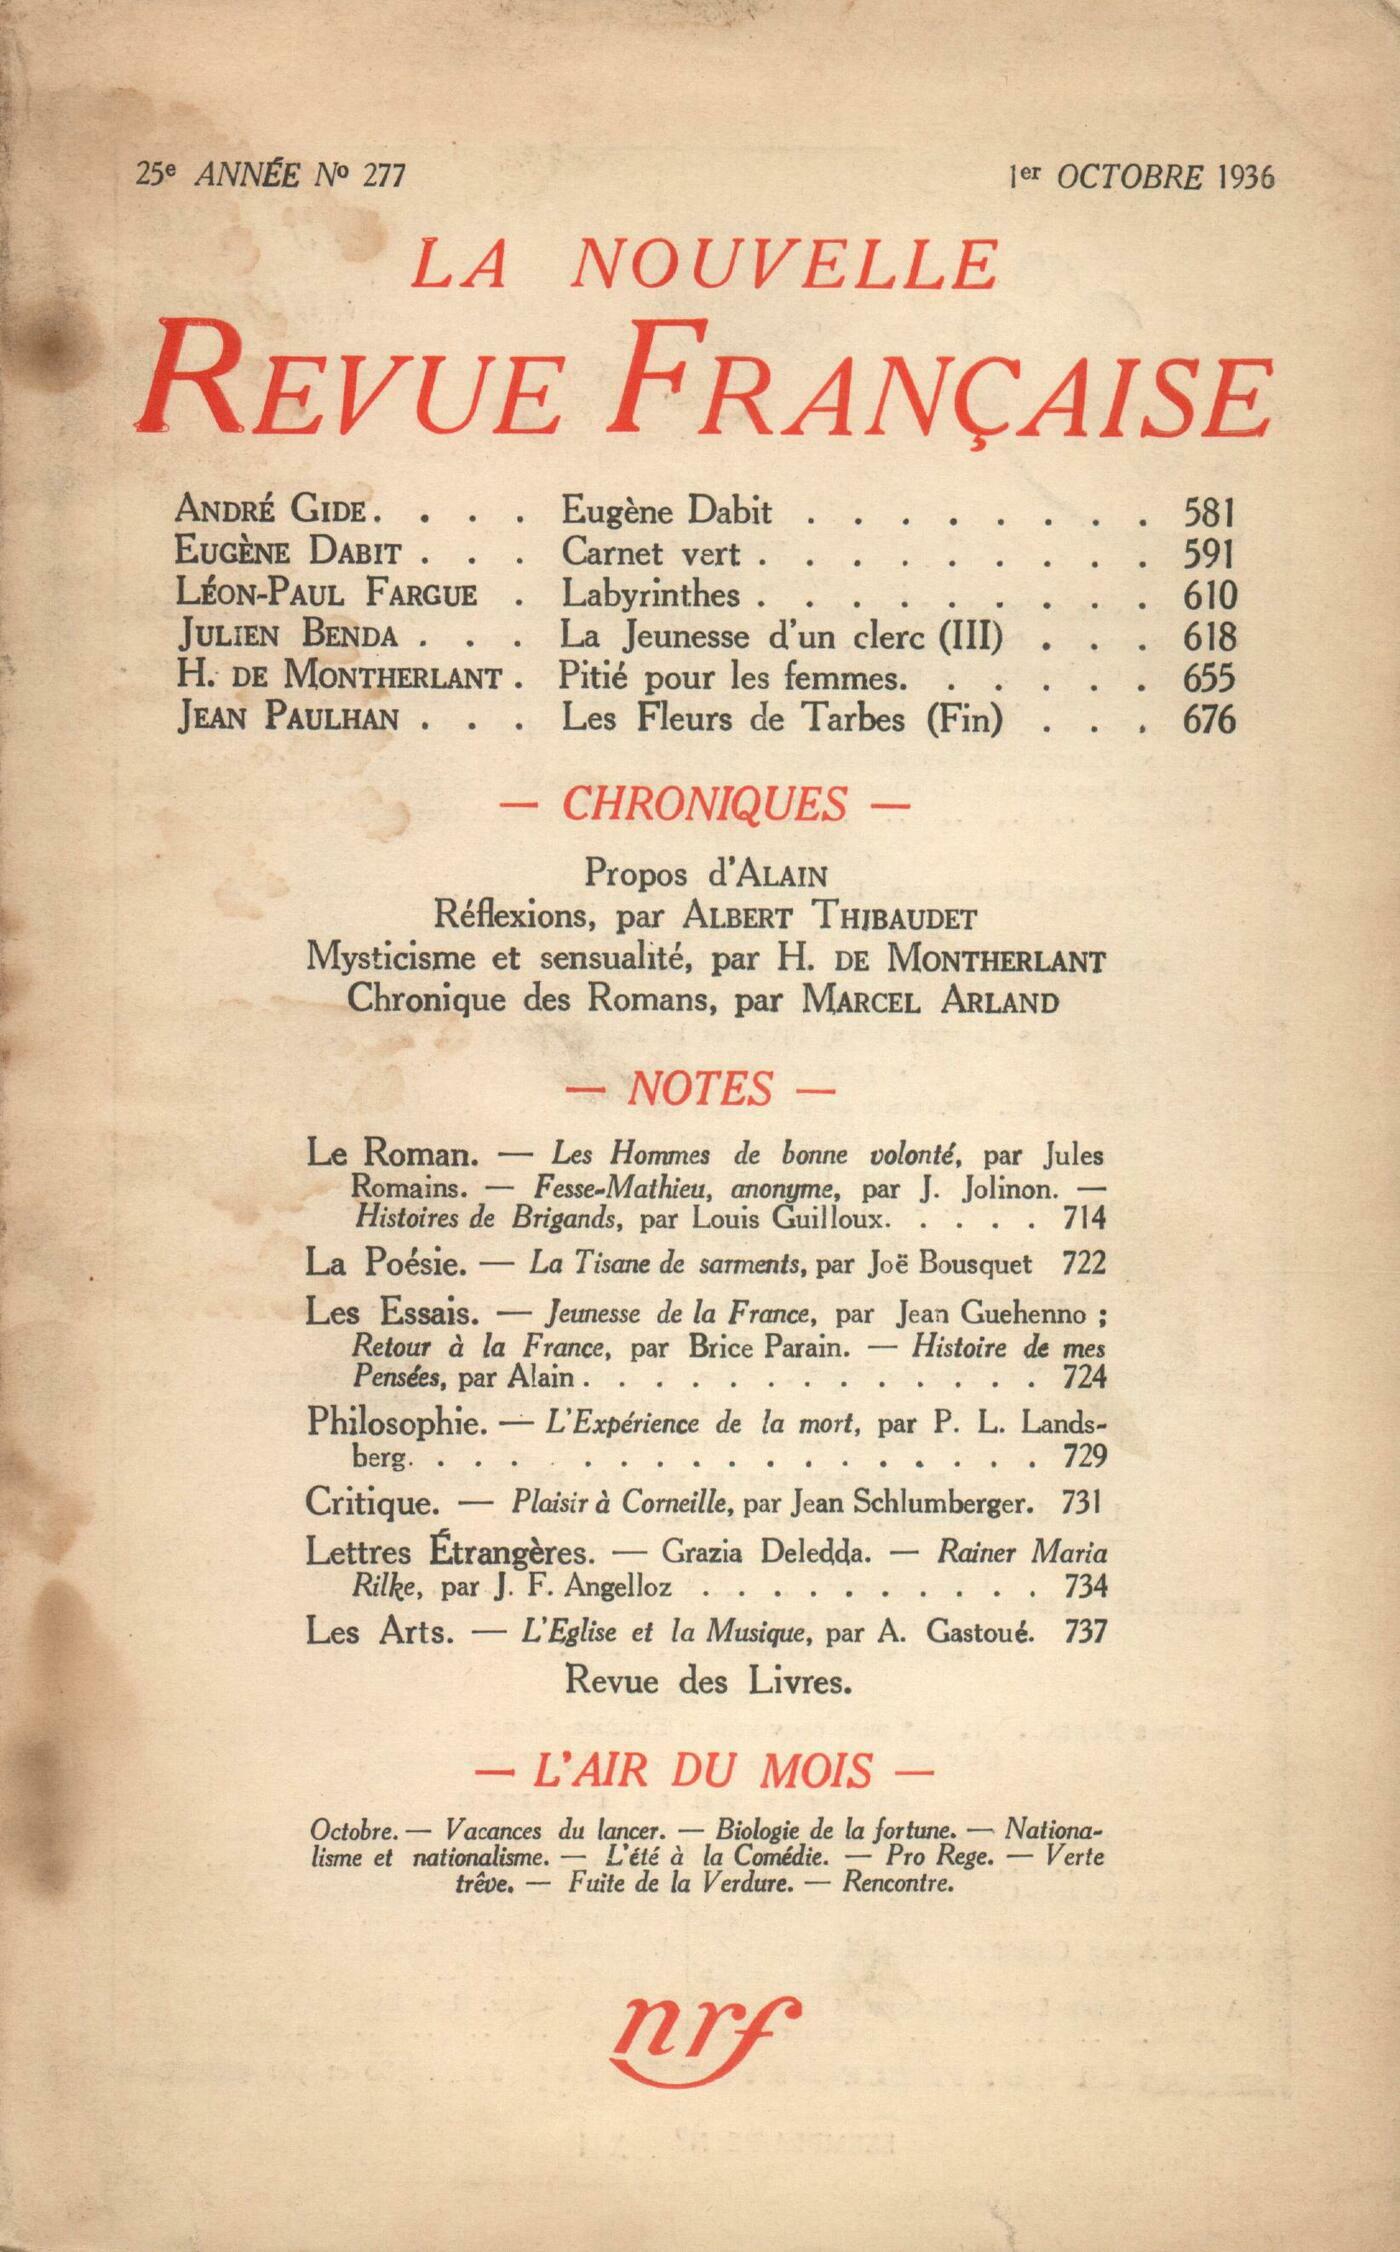 25e ANNÉE No 277 1er OCTOBRE 1936
LA NOUVELLE
REVUE FRANÇAISE
ANDRÉ GIDE. . . . Eugène Dabit . . . . . . . . 581
EUGÈNE DABIT . . . Carnet vert . . . . . . . . . 591
LÉON-PAUL FARGUE . Labyrinthes . . . . . . . . . 610
JULIEN BENDA . . . La Jeunesse d'un clerc (III) . . . 618
H. DE MONTHERLANT . Pitié pour les femmes. . . . . . 655
JEAN PAULHAN . . . Les Fleurs de Tarbes (Fin) . . . 676
— CHRONIQUES —
Propos d'ALAIN
Réflexions, par ALBERT THIBAUDET
Mysticisme et sensualité, par H. DE MONTHERLANT
Chronique des Romans, par MARCEL ARLAND
— NOTES —
Le Roman. — Les Hommes de bonne volonté, par Jules
Romains. — Fesse-Mathieu, anonyme, par J. Jolinon. —
Histoires de Brigands, par Louis Guilloux. . . . . 714
La Poésie. — La Tisane de sarments, par Joë Bousquet 722
Les Essais. — Jeunesse de la France, par Jean Guehenno ;
Retour à la France, par Brice Parain. — Histoire de mes
Pensées, par Alain . . . . . . . . . . . . . 724
Philosophie. — L'Expérience de la mort, par P. L. Lands-
berg. . . . . . . . . . . . . . . . . 729
Critique. — Plaisir à Corneille, par Jean Schlumberger. 731
Lettres Étrangères. — Grazia Deledda. — Rainer Maria
Rilke, par J. F. Angelloz . . . . . . . . . . 734
Les Arts. — L'Eglise et la Musique, par A. Gastoué. 737
Revue des Livres.
— L'AIR DU MOIS —
Octobre. — Vacances du lancer. — Biologie de la fortune. — Nationa-
lisme et nationalisme. — L'été à la Comédie. — Pro Rege. — Verte
trêve. — Fuite de la Verdure. — Rencontre.
nrf